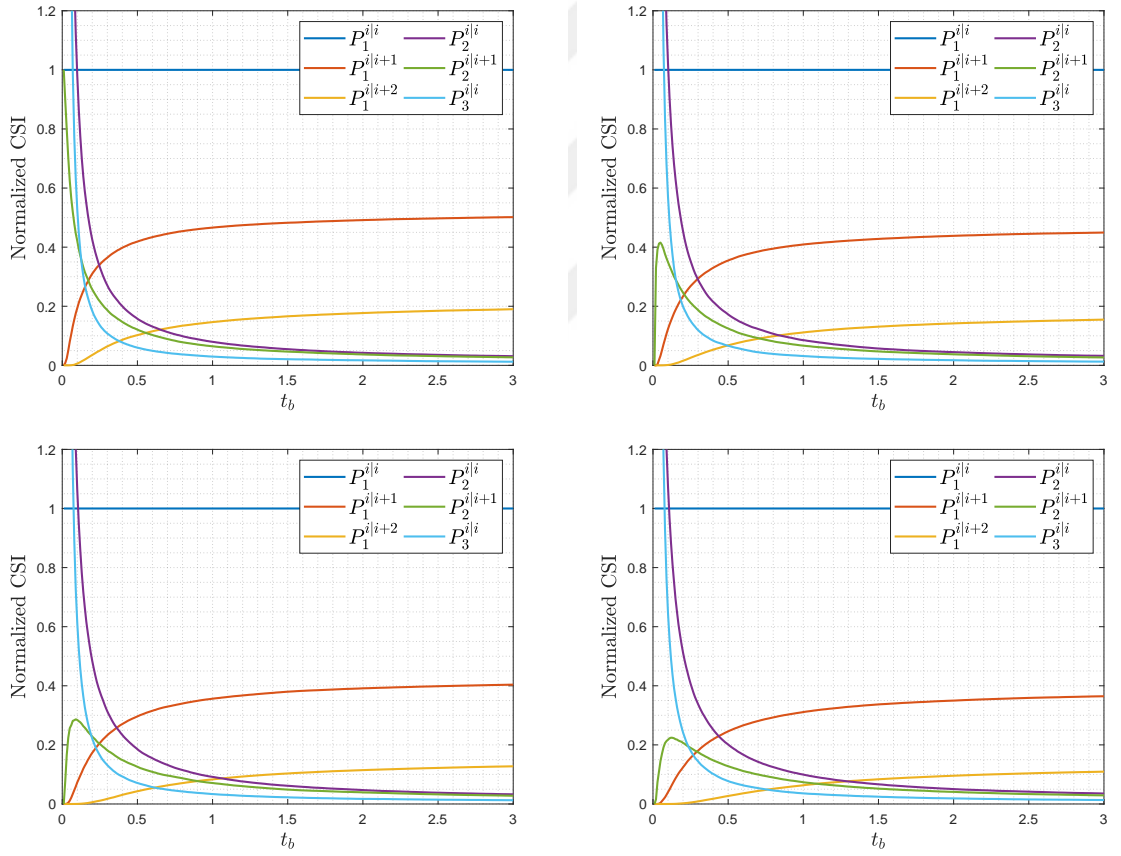 1.2
1
0.8
0.6
0.4
0.2
0
Normalized CSI
0 0.5 1 1.5 2 2.5 3
t_b
P_1^{i|i} P_2^{i|i}
P_1^{i|i+1} P_2^{i|i+1}
P_1^{i|i+2} P_3^{i|i}
1.2
1
0.8
0.6
0.4
0.2
0
Normalized CSI
0 0.5 1 1.5 2 2.5 3
t_b
P_1^{i|i} P_2^{i|i}
P_1^{i|i+1} P_2^{i|i+1}
P_1^{i|i+2} P_3^{i|i}
1.2
1
0.8
0.6
0.4
0.2
0
Normalized CSI
0 0.5 1 1.5 2 2.5 3
t_b
P_1^{i|i} P_2^{i|i}
P_1^{i|i+1} P_2^{i|i+1}
P_1^{i|i+2} P_3^{i|i}
1.2
1
0.8
0.6
0.4
0.2
0
Normalized CSI
0 0.5 1 1.5 2 2.5 3
t_b
P_1^{i|i} P_2^{i|i}
P_1^{i|i+1} P_2^{i|i+1}
P_1^{i|i+2} P_3^{i|i}